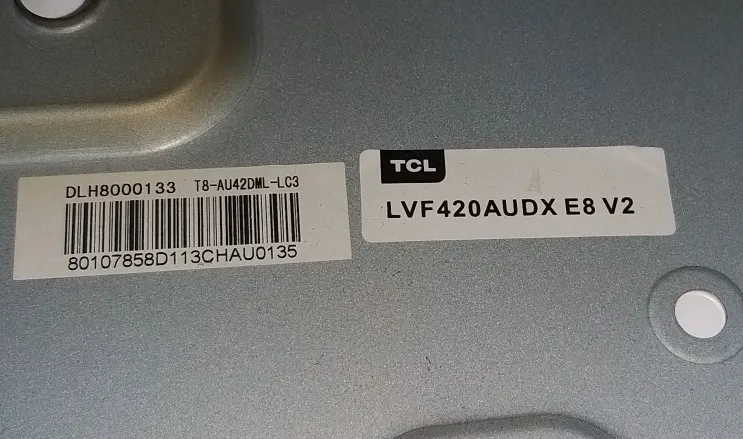 DLH8000133 T8-AU42DML-LC3
80107858D113CHAU0135
TCL
LVF420AUDX E8 V2